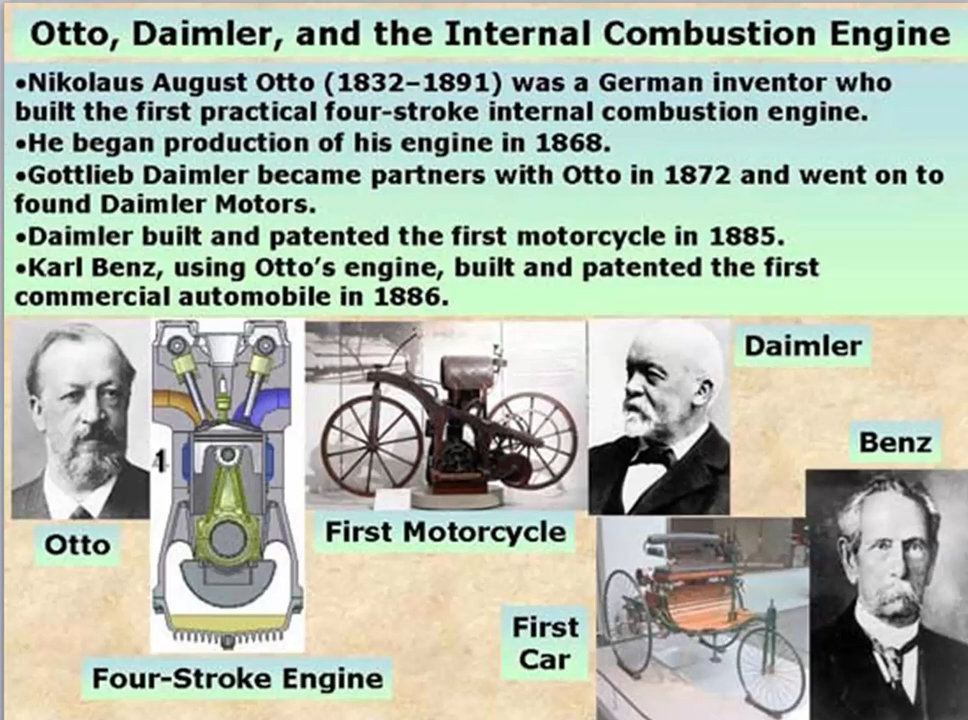 Otto, Daimler, and the Internal Combustion Engine
•Nikolaus August Otto (1832–1891) was a German inventor who
built the first practical four-stroke internal combustion engine.
•He began production of his engine in 1868.
•Gottlieb Daimler became partners with Otto in 1872 and went on to
found Daimler Motors.
•Daimler built and patented the first motorcycle in 1885.
•Karl Benz, using Otto's engine, built and patented the first
commercial automobile in 1886.
Daimler
Benz
1
Otto
First Motorcycle
First
Car
Four-Stroke Engine